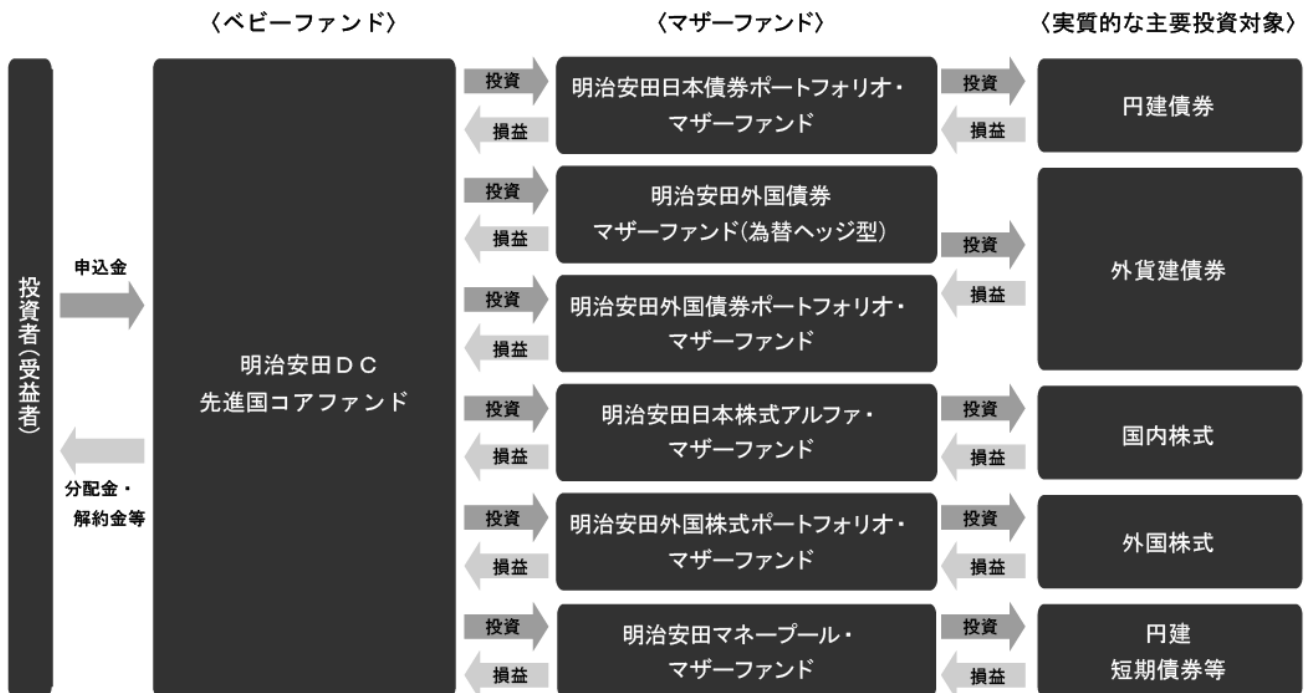 〈ベビーファンド〉
〈マザーファンド〉
〈実質的な主要投資対象〉
投資者(受益者)
申込金
分配金・
解約金等
明治安田ＤＣ
先進国コアファンド
投資
損益
明治安田日本債券ポートフォリオ・
マザーファンド
投資
損益
円建債券
投資
損益
明治安田外国債券
マザーファンド(為替ヘッジ型)
投資
損益
明治安田外国債券ポートフォリオ・
マザーファンド
投資
損益
外貨建債券
投資
損益
明治安田日本株式アルファ・
マザーファンド
投資
損益
国内株式
投資
損益
明治安田外国株式ポートフォリオ・
マザーファンド
投資
損益
外国株式
投資
損益
明治安田マネープール・
マザーファンド
投資
損益
円建
短期債券等